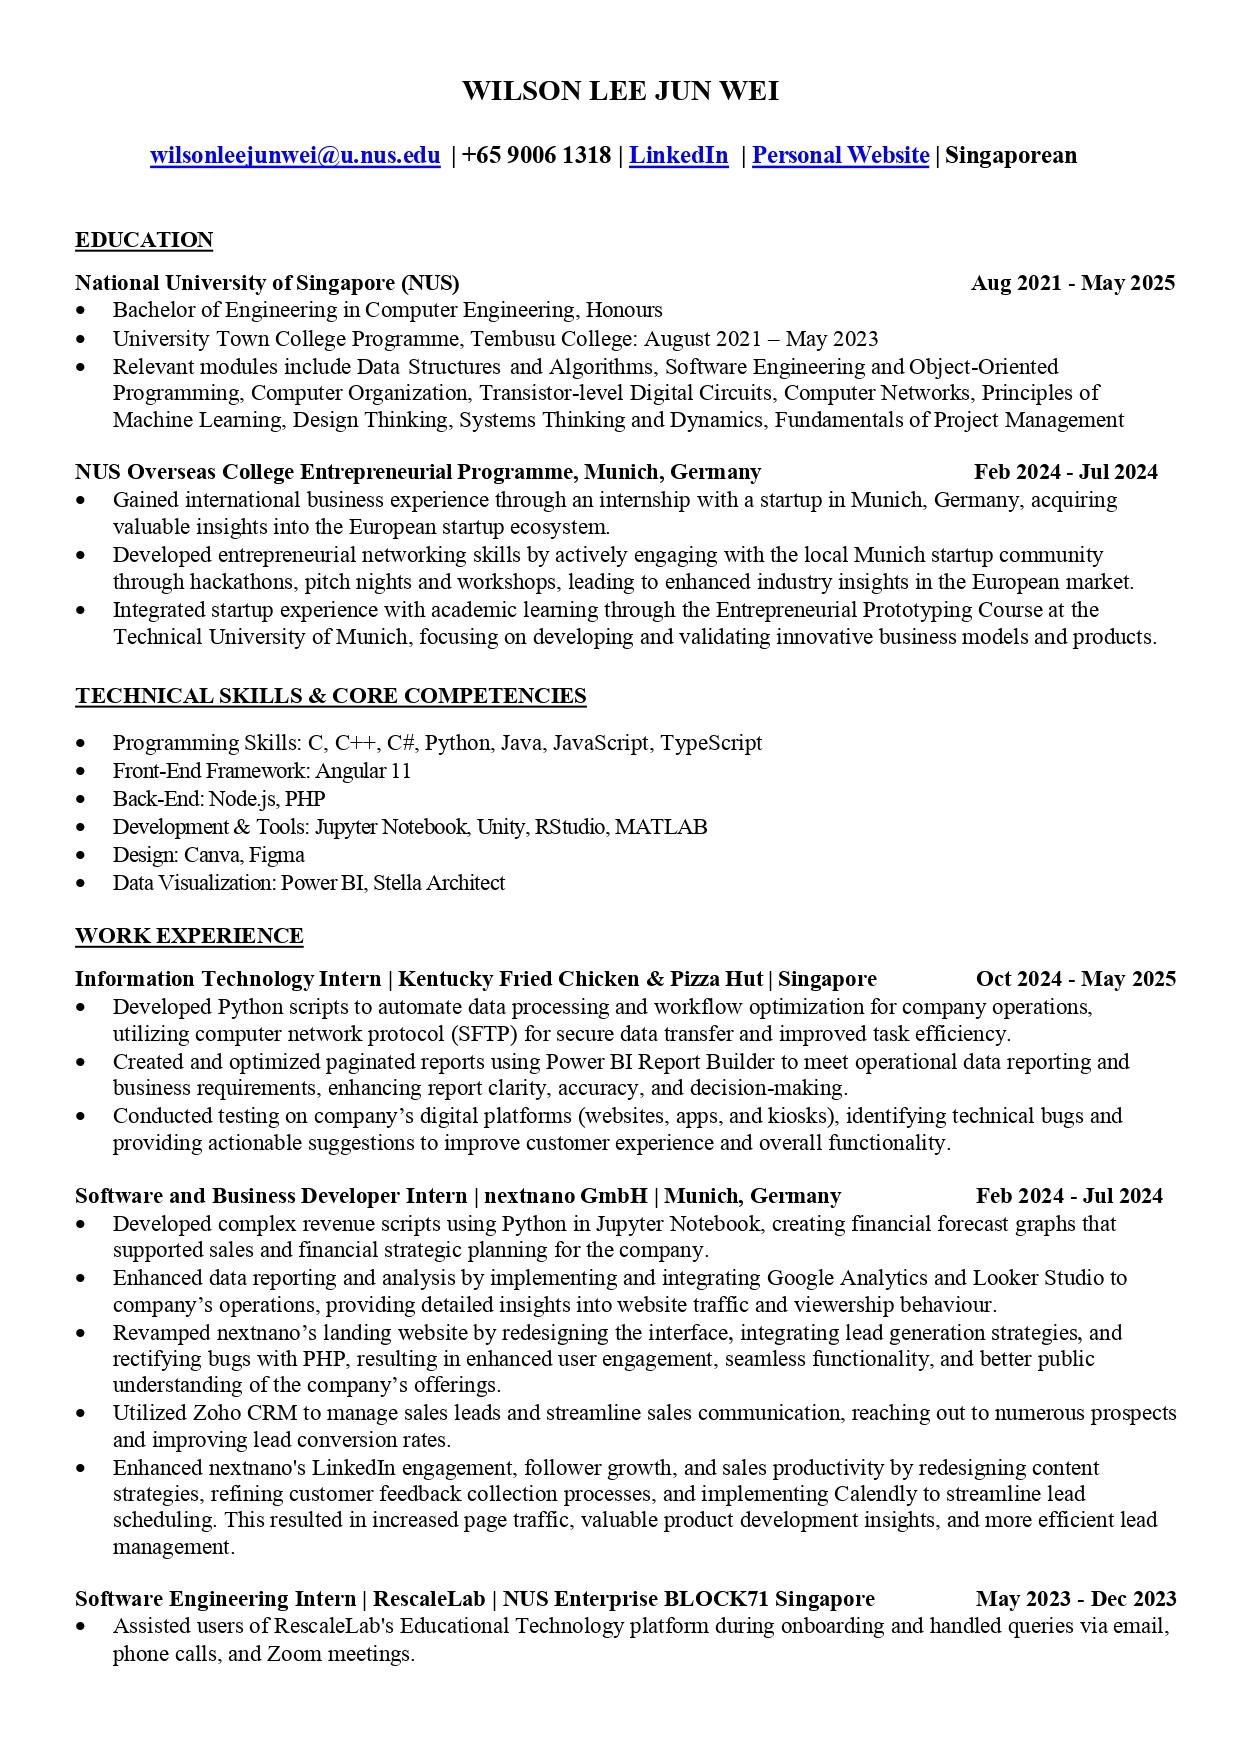 WILSON LEE JUN WEI
wilsonleejunwei@u.nus.edu | +65 9006 1318 | LinkedIn | Personal Website | Singaporean
EDUCATION
National University of Singapore (NUS) Aug 2021 - May 2025
• Bachelor of Engineering in Computer Engineering, Honours
• University Town College Programme, Tembusu College: August 2021 – May 2023
• Relevant modules include Data Structures and Algorithms, Software Engineering and Object-Oriented
Programming, Computer Organization, Transistor-level Digital Circuits, Computer Networks, Principles of
Machine Learning, Design Thinking, Systems Thinking and Dynamics, Fundamentals of Project Management
NUS Overseas College Entrepreneurial Programme, Munich, Germany Feb 2024 - Jul 2024
• Gained international business experience through an internship with a startup in Munich, Germany, acquiring
valuable insights into the European startup ecosystem.
• Developed entrepreneurial networking skills by actively engaging with the local Munich startup community
through hackathons, pitch nights and workshops, leading to enhanced industry insights in the European market.
• Integrated startup experience with academic learning through the Entrepreneurial Prototyping Course at the
Technical University of Munich, focusing on developing and validating innovative business models and products.
TECHNICAL SKILLS & CORE COMPETENCIES
• Programming Skills: C, C++, C#, Python, Java, JavaScript, TypeScript
• Front-End Framework: Angular 11
• Back-End: Node.js, PHP
• Development & Tools: Jupyter Notebook, Unity, RStudio, MATLAB
• Design: Canva, Figma
• Data Visualization: Power BI, Stella Architect
WORK EXPERIENCE
Information Technology Intern | Kentucky Fried Chicken & Pizza Hut | Singapore Oct 2024 - May 2025
• Developed Python scripts to automate data processing and workflow optimization for company operations,
utilizing computer network protocol (SFTP) for secure data transfer and improved task efficiency.
• Created and optimized paginated reports using Power BI Report Builder to meet operational data reporting and
business requirements, enhancing report clarity, accuracy, and decision-making.
• Conducted testing on company’s digital platforms (websites, apps, and kiosks), identifying technical bugs and
providing actionable suggestions to improve customer experience and overall functionality.
Software and Business Developer Intern | nextnano GmbH | Munich, Germany Feb 2024 - Jul 2024
• Developed complex revenue scripts using Python in Jupyter Notebook, creating financial forecast graphs that
supported sales and financial strategic planning for the company.
• Enhanced data reporting and analysis by implementing and integrating Google Analytics and Looker Studio to
company’s operations, providing detailed insights into website traffic and viewership behaviour.
• Revamped nextnano’s landing website by redesigning the interface, integrating lead generation strategies, and
rectifying bugs with PHP, resulting in enhanced user engagement, seamless functionality, and better public
understanding of the company’s offerings.
• Utilized Zoho CRM to manage sales leads and streamline sales communication, reaching out to numerous prospects
and improving lead conversion rates.
• Enhanced nextnano's LinkedIn engagement, follower growth, and sales productivity by redesigning content
strategies, refining customer feedback collection processes, and implementing Calendly to streamline lead
scheduling. This resulted in increased page traffic, valuable product development insights, and more efficient lead
management.
Software Engineering Intern | RescaleLab | NUS Enterprise BLOCK71 Singapore May 2023 - Dec 2023
• Assisted users of RescaleLab's Educational Technology platform during onboarding and handled queries via email,
phone calls, and Zoom meetings.